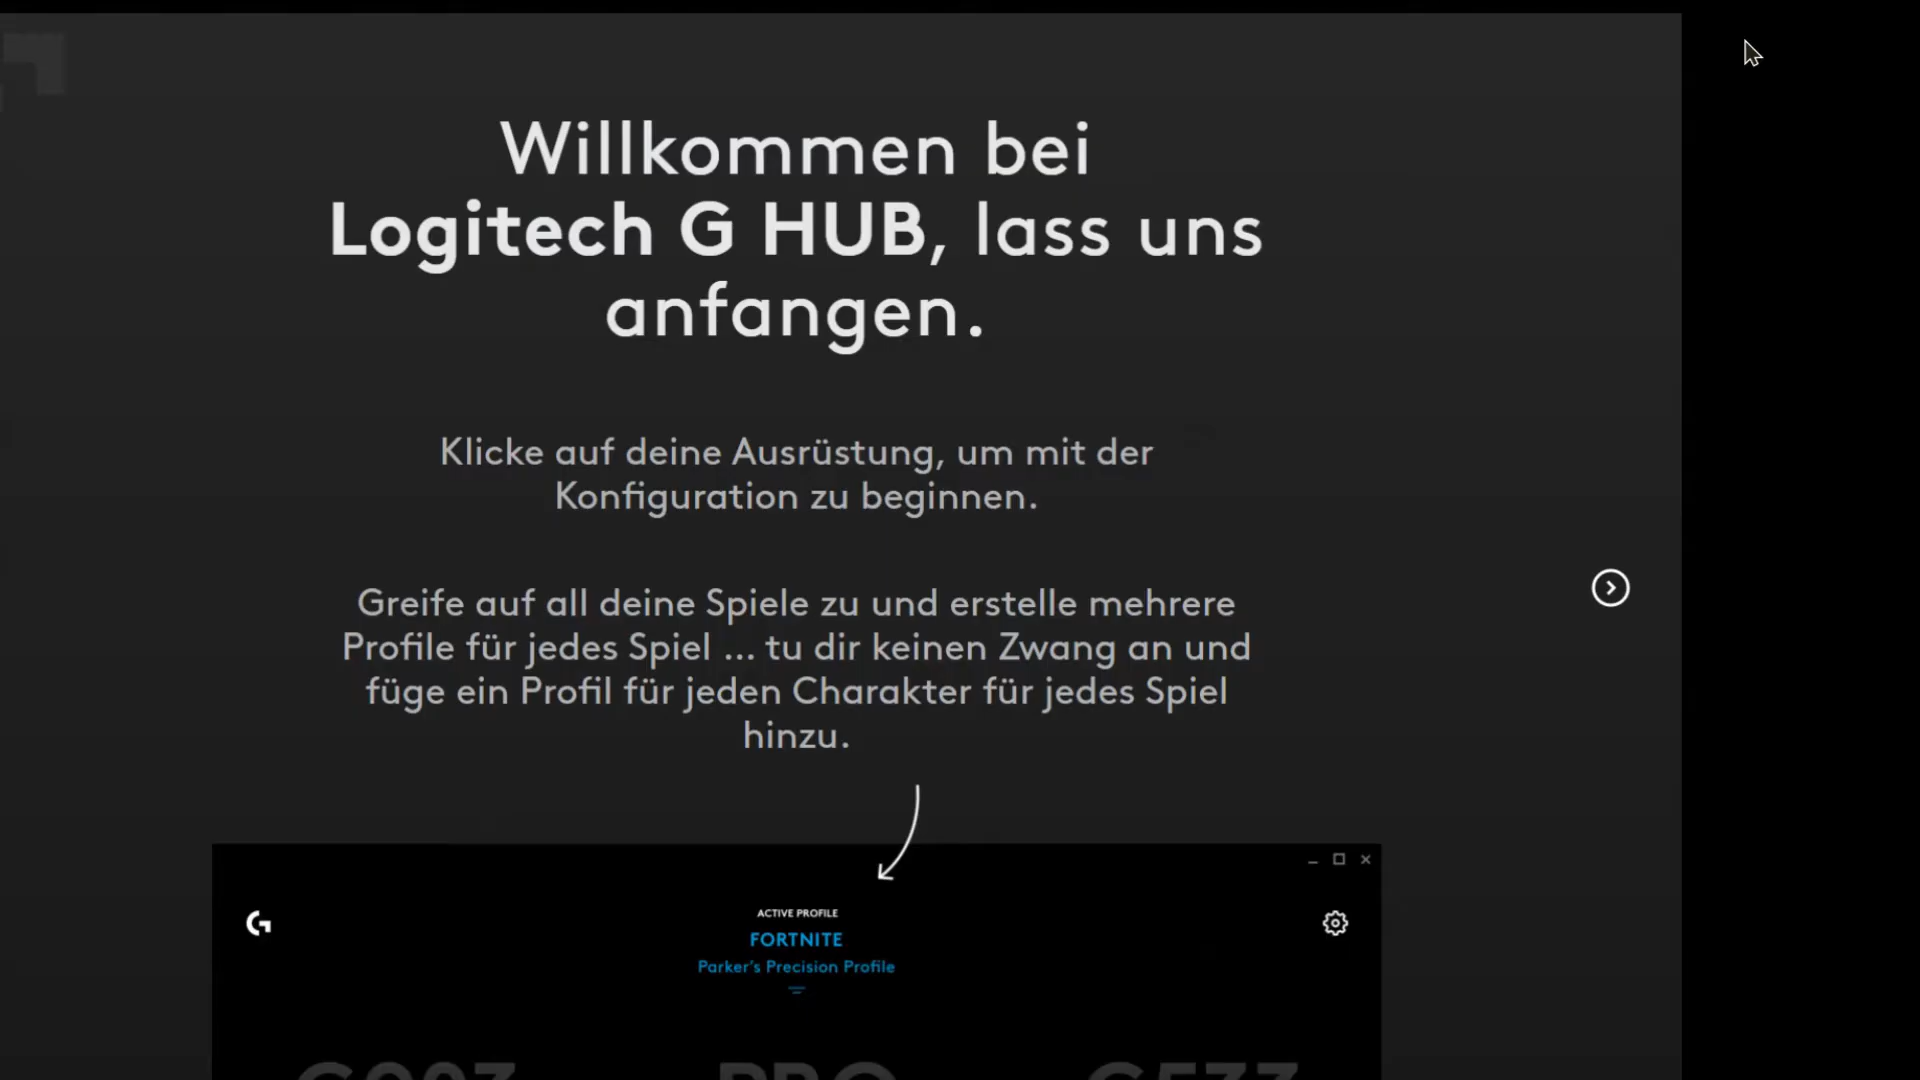 Willkommen bei
Logitech G HUB, lass uns
anfangen.
Klicke auf deine Ausrüstung, um mit der
Konfiguration zu beginnen.
Greife auf all deine Spiele zu und erstelle mehrere
Profile für jedes Spiel ... tu dir keinen Zwang an und
füge ein Profil für jeden Charakter für jedes Spiel
hinzu.
ACTIVE PROFILE
FORTNITE
Parker's Precision Profile
PRO